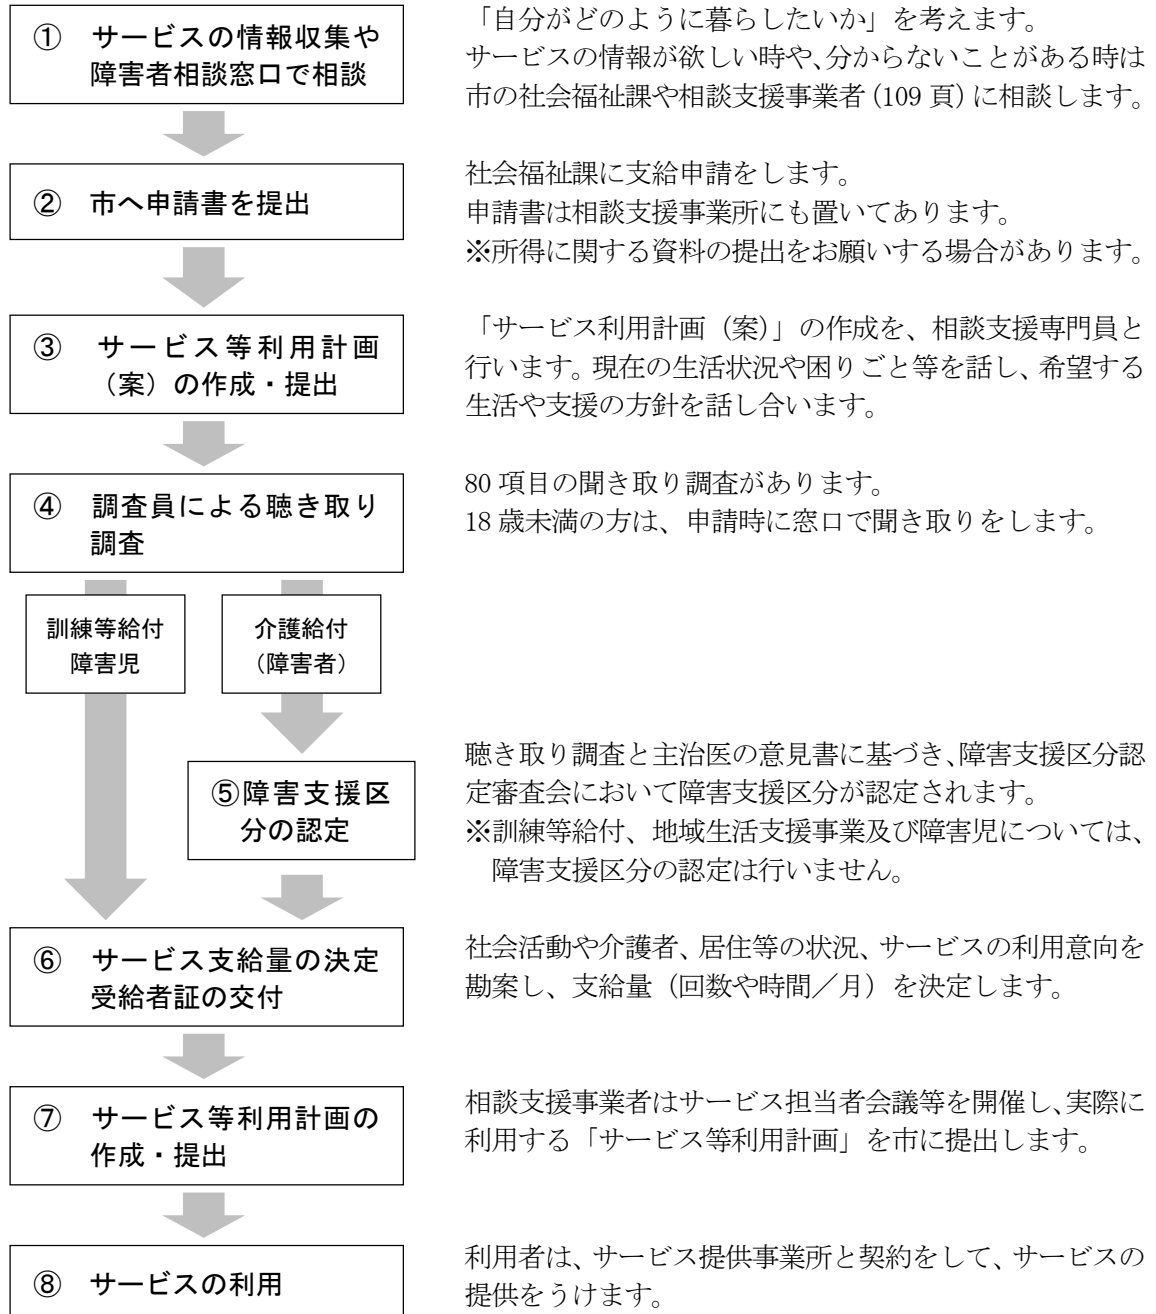 ① サービスの情報収集や
障害者相談窓口で相談
「自分がどのように暮らしたいか」を考えます。
サービスの情報が欲しい時や、分からないことがある時は
市の社会福祉課や相談支援事業者(109 頁)に相談します。
② 市へ申請書を提出
社会福祉課に支給申請をします。
申請書は相談支援事業所にも置いてあります。
※所得に関する資料の提出をお願いする場合があります。
③ サービス等利用計画
（案）の作成・提出
「サービス利用計画（案）」の作成を、相談支援専門員と
行います。現在の生活状況や困りごと等を話し、希望する
生活や支援の方針を話し合います。
④ 調査員による聴き取り
調査
80 項目の聞き取り調査があります。
18 歳未満の方は、申請時に窓口で聞き取りをします。
訓練等給付
障害児
介護給付
（障害者）
⑤障害支援区
分の認定
聴き取り調査と主治医の意見書に基づき、障害支援区分認
定審査会において障害支援区分が認定されます。
※訓練等給付、地域生活支援事業及び障害児については、
障害支援区分の認定は行いません。
⑥ サービス支給量の決定
受給者証の交付
社会活動や介護者、居住等の状況、サービスの利用意向を
勘案し、支給量（回数や時間／月）を決定します。
⑦ サービス等利用計画の
作成・提出
相談支援事業者はサービス担当者会議等を開催し、実際に
利用する「サービス等利用計画」を市に提出します。
⑧ サービスの利用
利用者は、サービス提供事業所と契約をして、サービスの
提供をうけます。